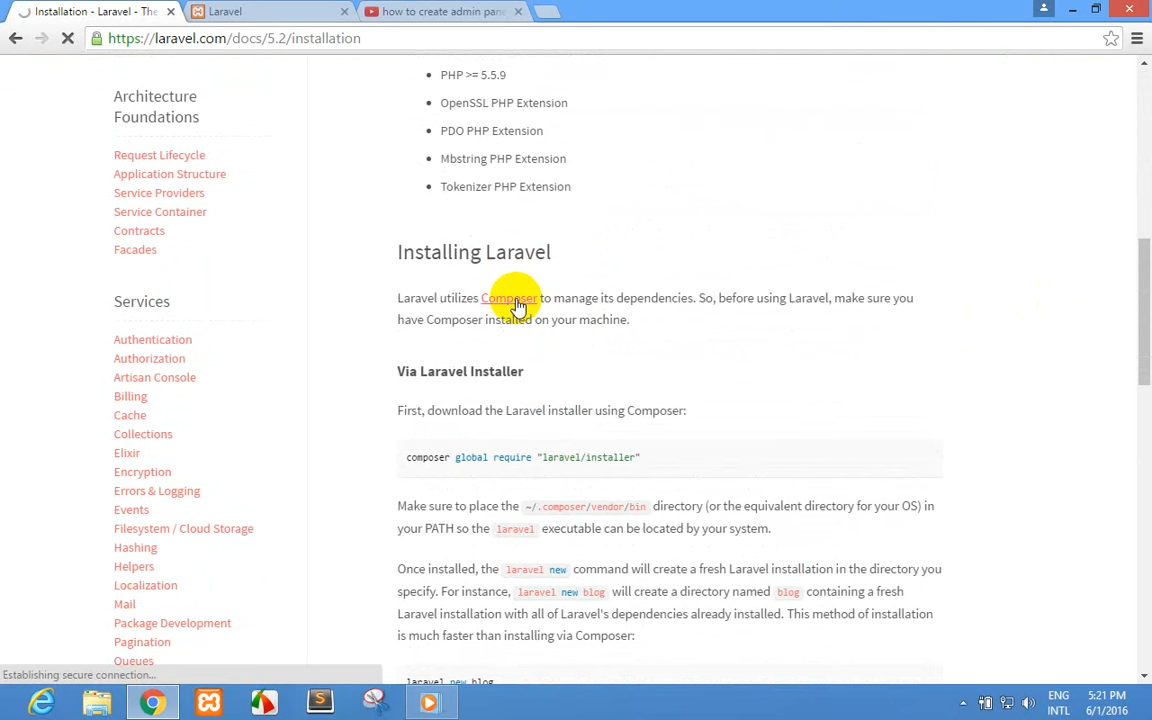 Installation - Laravel - The
Laravel
how to create admin pane
https://laravel.com/docs/5.2/installation
Architecture
Foundations
Request Lifecycle
Application Structure
Service Providers
Service Container
Contracts
Facades
Services
Authentication
Authorization
Artisan Console
Billing
Cache
Collections
Elixir
Encryption
Errors & Logging
Events
Filesystem / Cloud Storage
Hashing
Helpers
Localization
Mail
Package Development
Pagination
Queues
PHP >= 5.5.9
OpenSSL PHP Extension
PDO PHP Extension
Mbstring PHP Extension
Tokenizer PHP Extension
Installing Laravel
Laravel utilizes Composer to manage its dependencies. So, before using Laravel, make sure you
have Composer installed on your machine.
Via Laravel Installer
First, download the Laravel installer using Composer:
composer global require "laravel/installer"
Make sure to place the ~/.composer/vendor/bin directory (or the equivalent directory for your OS) in
your PATH so the laravel executable can be located by your system.
Once installed, the laravel new command will create a fresh Laravel installation in the directory you
specify. For instance, laravel new blog will create a directory named blog containing a fresh
Laravel installation with all of Laravel's dependencies already installed. This method of installation
is much faster than installing via Composer:
laravel new blog
Establishing secure connection...
ENG
INTL
5:21 PM
6/1/2016